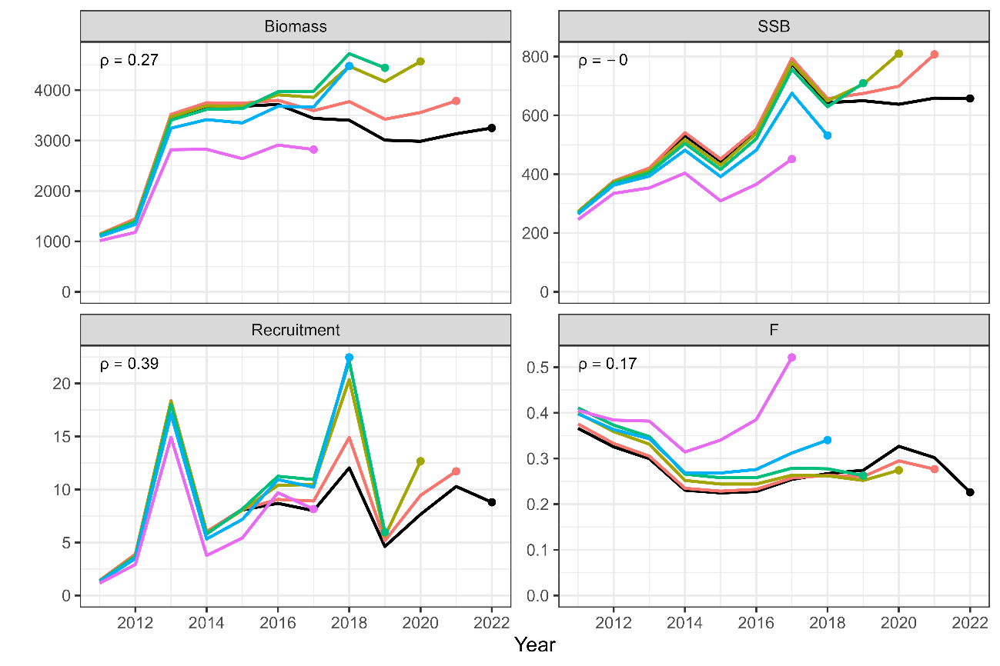 Biomass
SSB
ρ = 0.27
ρ = −0
4000
3000
2000
1000
0
800
600
400
200
0
Recruitment
F
ρ = 0.39
ρ = 0.17
20
15
10
5
0
0.5
0.4
0.3
0.2
0.1
0.0
2012 2014 2016 2018 2020 2022
2012 2014 2016 2018 2020 2022
Year